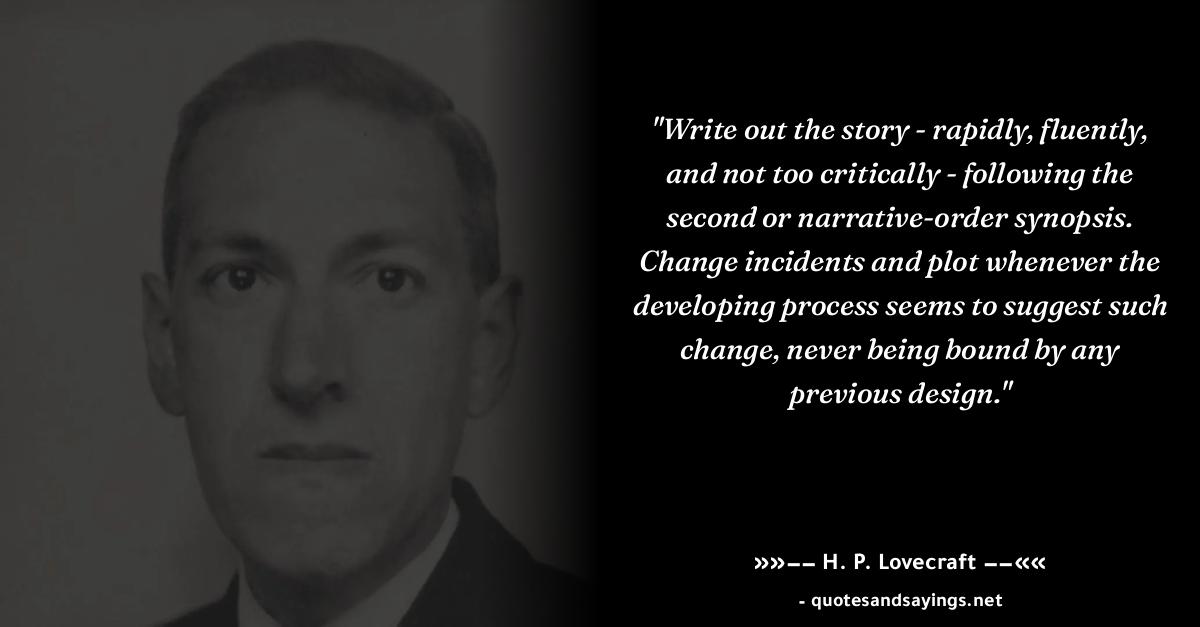 "Write out the story - rapidly, fluently,
and not too critically - following the
second or narrative-order synopsis.
Change incidents and plot whenever the
developing process seems to suggest such
change, never being bound by any
previous design."
»»−− H. P. Lovecraft −−««
- quotesandsayings.net